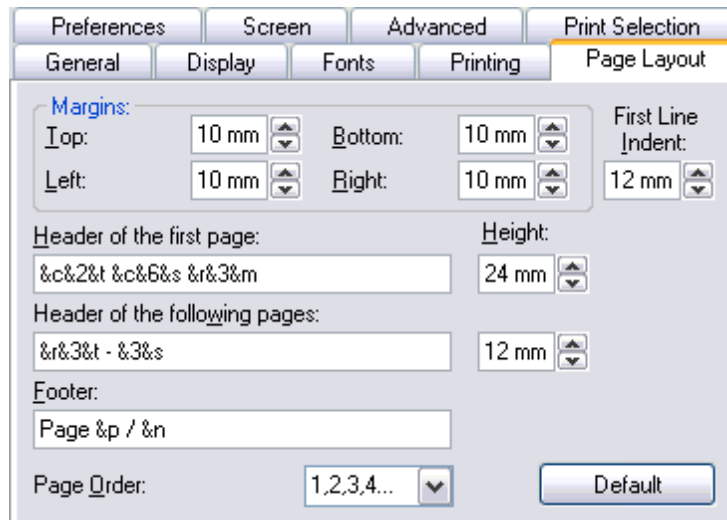 Preferences Screen Advanced Print Selection
General Display Fonts Printing Page Layout
Margins:
Top: 10 mm Bottom: 10 mm
Left: 10 mm Right: 10 mm
First Line
Indent:
12 mm
Header of the first page: Height:
&c&2&t &c&6&s &r&3&m 24 mm
Header of the following pages:
&r&3&t - &3&s 12 mm
Footer:
Page &p / &n
Page Order: 1,2,3,4... Default